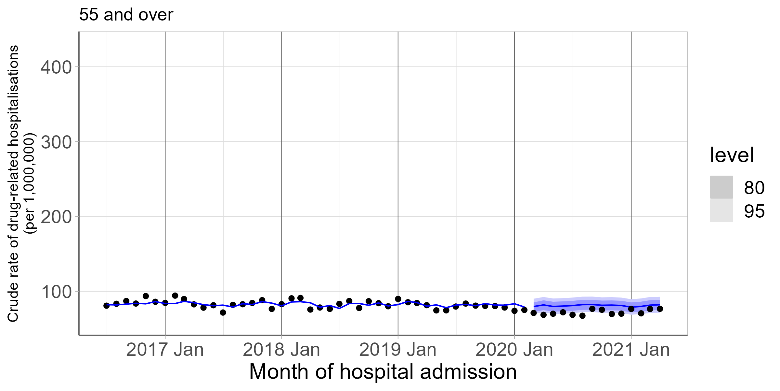 55 and over
Crude rate of drug-related hospitalisations
(per 1,000,000)
400
300
200
100
2017 Jan
2018 Jan
2019 Jan
2020 Jan
2021 Jan
Month of hospital admission
level
80
95